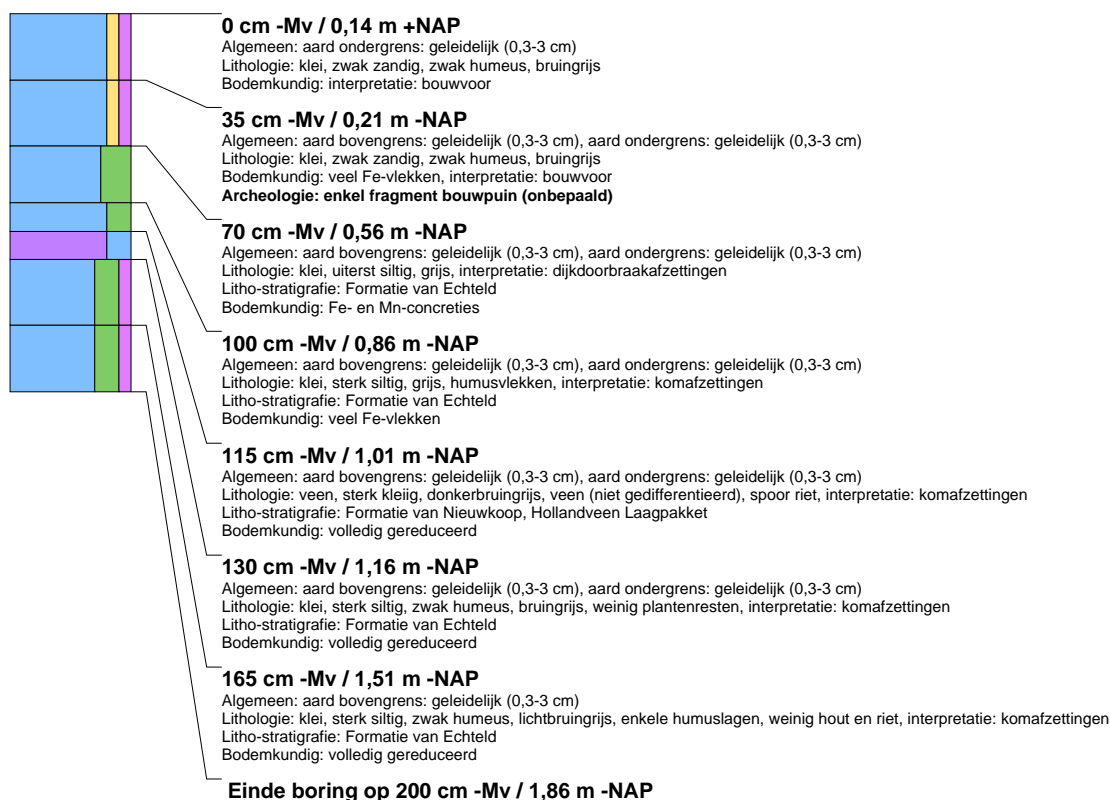 0 cm -Mv / 0,14 m +NAP
Algemeen: aard ondergrens: geleidelijk (0,3-3 cm)
Lithologie: klei, zwak zandig, zwak humeus, bruingrijs
Bodemkundig: interpretatie: bouwvoor
35 cm -Mv / 0,21 m -NAP
Algemeen: aard bovengrens: geleidelijk (0,3-3 cm), aard ondergrens: geleidelijk (0,3-3 cm)
Lithologie: klei, zwak zandig, zwak humeus, bruingrijs
Bodemkundig: veel Fe-vlekken, interpretatie: bouwvoor
Archeologie: enkel fragment bouwpuin (onbepaald)
70 cm -Mv / 0,56 m -NAP
Algemeen: aard bovengrens: geleidelijk (0,3-3 cm), aard ondergrens: geleidelijk (0,3-3 cm)
Lithologie: klei, uiterst siltig, grijs, interpretatie: dijkdoorbraakafzettingen
Litho-stratigrafie: Formatie van Echteld
Bodemkundig: Fe- en Mn-concreties
100 cm -Mv / 0,86 m -NAP
Algemeen: aard bovengrens: geleidelijk (0,3-3 cm), aard ondergrens: geleidelijk (0,3-3 cm)
Lithologie: klei, sterk siltig, grijs, humusvlekken, interpretatie: komafzettingen
Litho-stratigrafie: Formatie van Echteld
Bodemkundig: veel Fe-vlekken
115 cm -Mv / 1,01 m -NAP
Algemeen: aard bovengrens: geleidelijk (0,3-3 cm), aard ondergrens: geleidelijk (0,3-3 cm)
Lithologie: veen, sterk kleiig, donkerbruingrijs, veen (niet gedifferentieerd), spoor riet, interpretatie: komafzettingen
Litho-stratigrafie: Formatie van Nieuwkoop, Hollandveen Laagpakket
Bodemkundig: volledig gereduceerd
130 cm -Mv / 1,16 m -NAP
Algemeen: aard bovengrens: geleidelijk (0,3-3 cm), aard ondergrens: geleidelijk (0,3-3 cm)
Lithologie: klei, sterk siltig, zwak humeus, bruingrijs, weinig plantenresten, interpretatie: komafzettingen
Litho-stratigrafie: Formatie van Echteld
Bodemkundig: volledig gereduceerd
165 cm -Mv / 1,51 m -NAP
Algemeen: aard bovengrens: geleidelijk (0,3-3 cm)
Lithologie: klei, sterk siltig, zwak humeus, lichtbruingrijs, enkele humuslagen, weinig hout en riet, interpretatie: komafzettingen
Litho-stratigrafie: Formatie van Echteld
Bodemkundig: volledig gereduceerd
Einde boring op 200 cm -Mv / 1,86 m -NAP